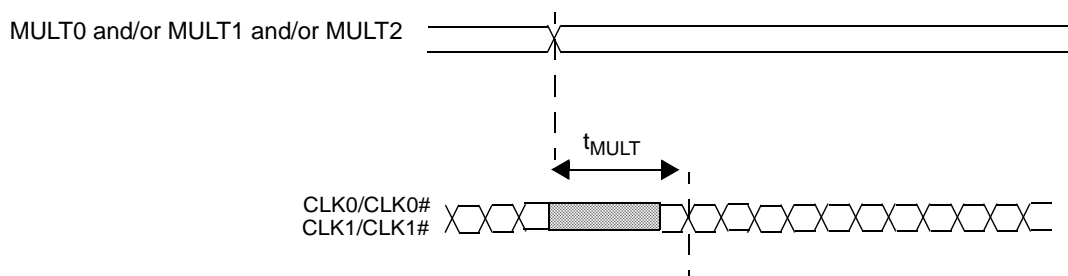 MULT0 and/or MULT1 and/or MULT2
tMULT
CLK0/CLK0#
CLK1/CLK1#